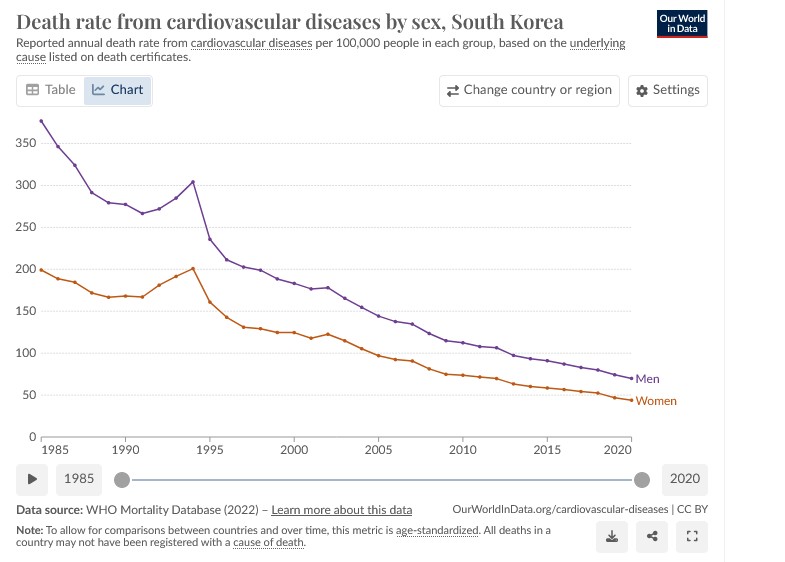 Death rate from cardiovascular diseases by sex, South Korea
Our World
in Data
Reported annual death rate from cardiovascular diseases per 100,000 people in each group, based on the underlying
cause listed on death certificates.
Table
Chart
Change country or region
Settings
350
300
250
200
150
100
50
0
Men
Women
1985
1990
1995
2000
2005
2010
2015
2020
1985
2020
Data source: WHO Mortality Database (2022) – Learn more about this data
OurWorldInData.org/cardiovascular-diseases | CC BY
Note: To allow for comparisons between countries and over time, this metric is age-standardized. All deaths in a
country may not have been registered with a cause of death.